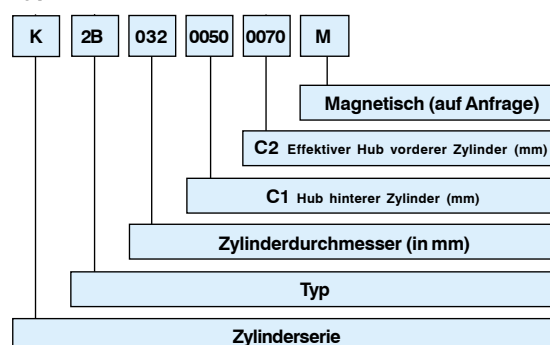 K 2B 032 0050 0070 M
Magnetisch (auf Anfrage)
C2 Effektiver Hub vorderer Zylinder (mm)
C1 Hub hinterer Zylinder (mm)
Zylinderdurchmesser (in mm)
Typ
Zylinderserie